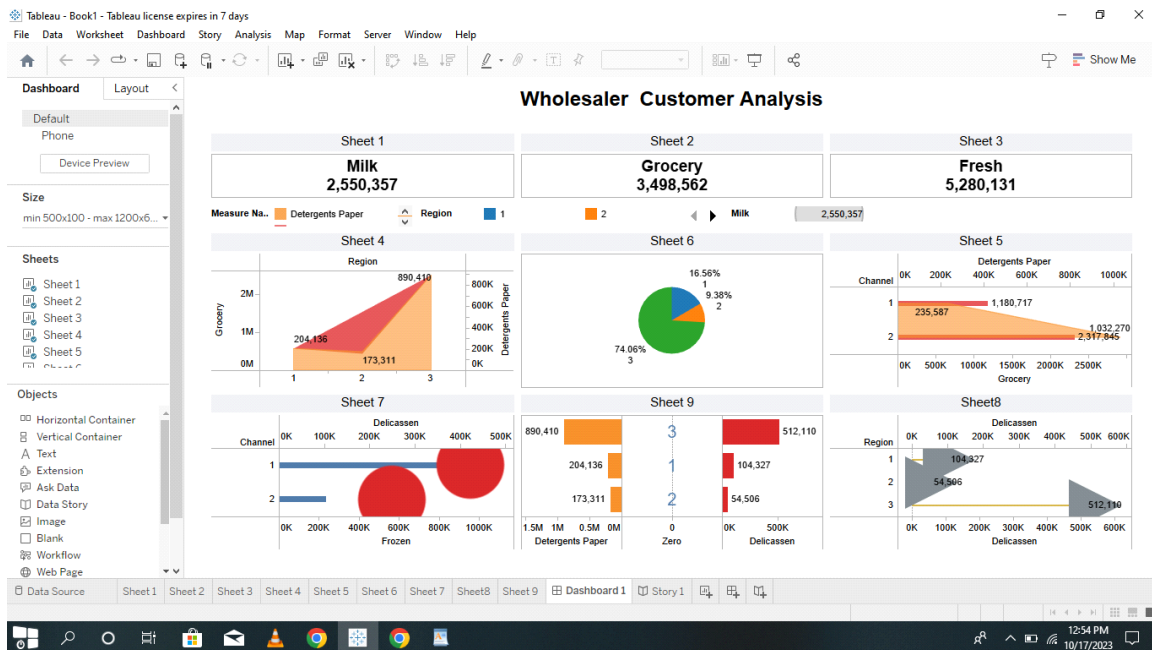 Tableau - Book1 - Tableau license expires in 7 days
File Data Worksheet Dashboard Story Analysis Map Format Server Window Help
Show Me
Dashboard Layout
Default
Phone
Device Preview
Size
min 500x100 - max 1200x6...
Sheets
Sheet 1
Sheet 2
Sheet 3
Sheet 4
Sheet 5
Objects
Horizontal Container
Vertical Container
Text
Extension
Ask Data
Data Story
Image
Blank
Workflow
Web Page
Wholesaler Customer Analysis
Sheet 1
Milk
2,550,357
Sheet 2
Grocery
3,498,562
Sheet 3
Fresh
5,280,131
Measure Na.. Detergents Paper Region 1 2 Milk 2,550,357
Sheet 4
Region
890,410
204,136
173,311
2M
1M
0M
Grocery
800K
600K
400K
200K
0K
Detergents Paper
1 2 3
Sheet 6
16.56%
1
9.38%
2
74.06%
3
Sheet 5
Detergents Paper
Channel 0K 200K 400K 600K 800K 1000K
1 1,180,717
235,587
1,032,270
2 2,317,845
0K 500K 1000K 1500K 2000K 2500K
Grocery
Sheet 7
Delicassen
Channel 0K 100K 200K 300K 400K 500K
1
2
0K 200K 400K 600K 800K 1000K
Frozen
Sheet 9
890,410 3 512,110
204,136 1 104,327
173,311 2 54,506
1.5M 1M 0.5M 0M 0 0K 500K
Detergents Paper Zero Delicassen
Sheet8
Delicassen
Region 0K 100K 200K 300K 400K 500K 600K
1 104,327
2 54,506
3 512,110
0K 100K 200K 300K 400K 500K 600K
Delicassen
Data Source Sheet 1 Sheet 2 Sheet 3 Sheet 4 Sheet 5 Sheet 6 Sheet 7 Sheet8 Sheet 9 Dashboard 1 Story 1
12:54 PM
10/17/2023